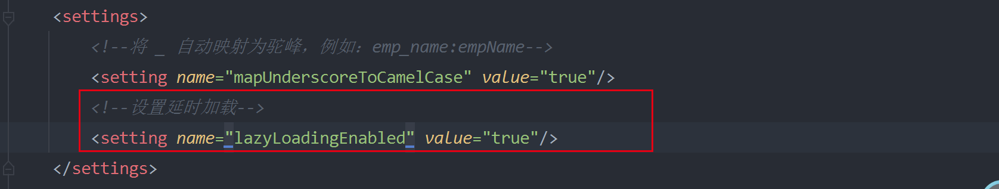 <settings>
<!--将 _ 自动映射为驼峰，例如：emp_name:empName-->
<setting name="mapUnderscoreToCamelCase" value="true"/>
<!--设置延时加载-->
<setting name="lazyLoadingEnabled" value="true"/>
</settings>